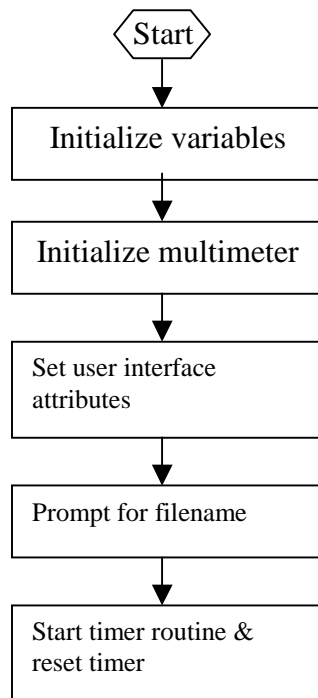 Start
Initialize variables
Initialize multimeter
Set user interface
attributes
Prompt for filename
Start timer routine &
reset timer